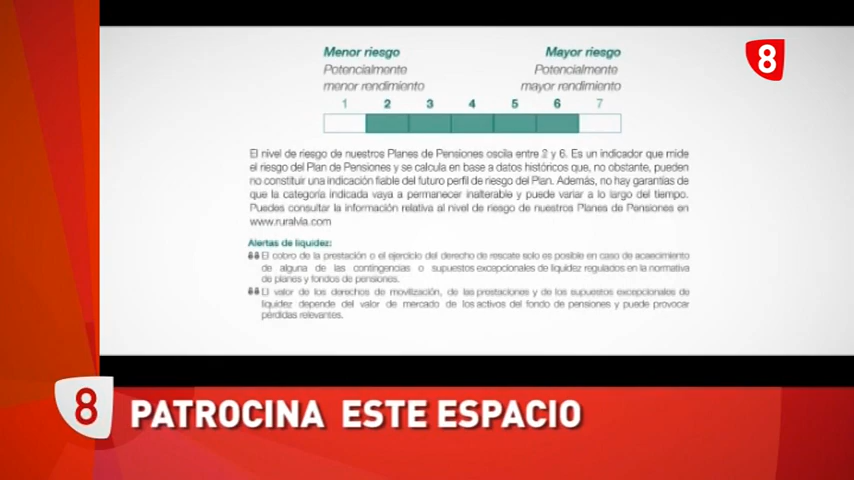 8
Menor riesgo Mayor riesgo
Potencialmente Potencialmente
menor rendimiento mayor rendimiento
1 2 3 4 5 6 7
El nivel de riesgo de nuestros Planes de Pensiones oscila entre 2 y 6. Es un indicador que mide
el riesgo del Plan de Pensiones y se calcula en base a datos históricos que, no obstante, pueden
no constituir una indicación fiable del futuro perfil de riesgo del Plan. Además, no hay garantías de
que la categoría indicada vaya a permanecer inalterable y puede variar a lo largo del tiempo.
Puedes consultar la información relativa al nivel de riesgo de nuestros Planes de Pensiones en
www.ruralvia.com
Alertas de liquidez:
El cobro de la prestación o el ejercicio del derecho de rescate solo es posible en caso de acaecimiento
de alguna de las contingencias o supuestos excepcionales de liquidez regulados en la normativa
de planes y fondos de pensiones.
El valor de los derechos de movilización, de las prestaciones y de los supuestos excepcionales de
liquidez depende del valor de mercado de los activos del fondo de pensiones y puede provocar
pérdidas relevantes.
8 PATROCINA ESTE ESPACIO